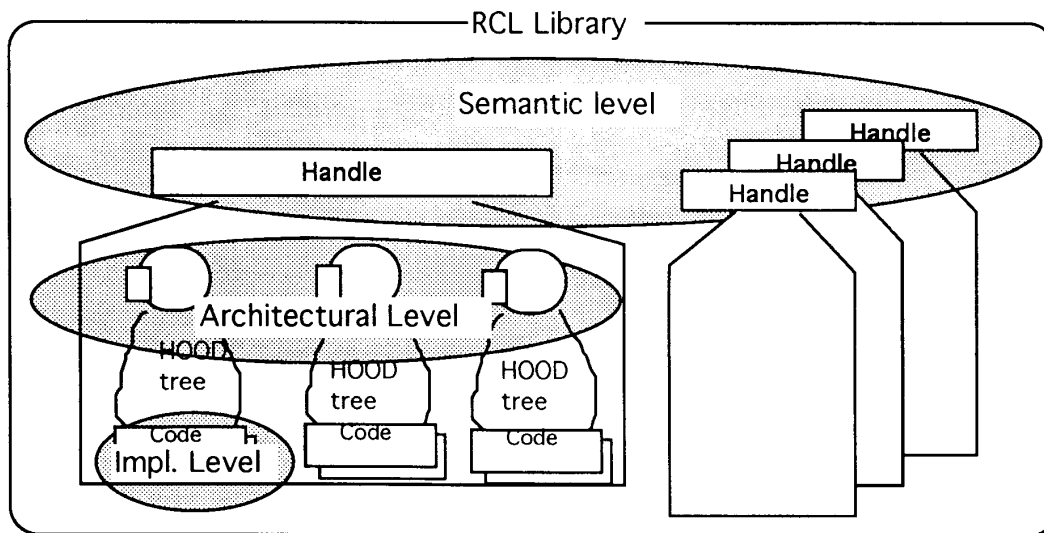 RCL Library
Semantic level
Handle
Handle
Handle
Handle
Architectural Level
HOOD
tree
HOOD
tree
HOOD
tree
Code
Code
Code
Impl. Level